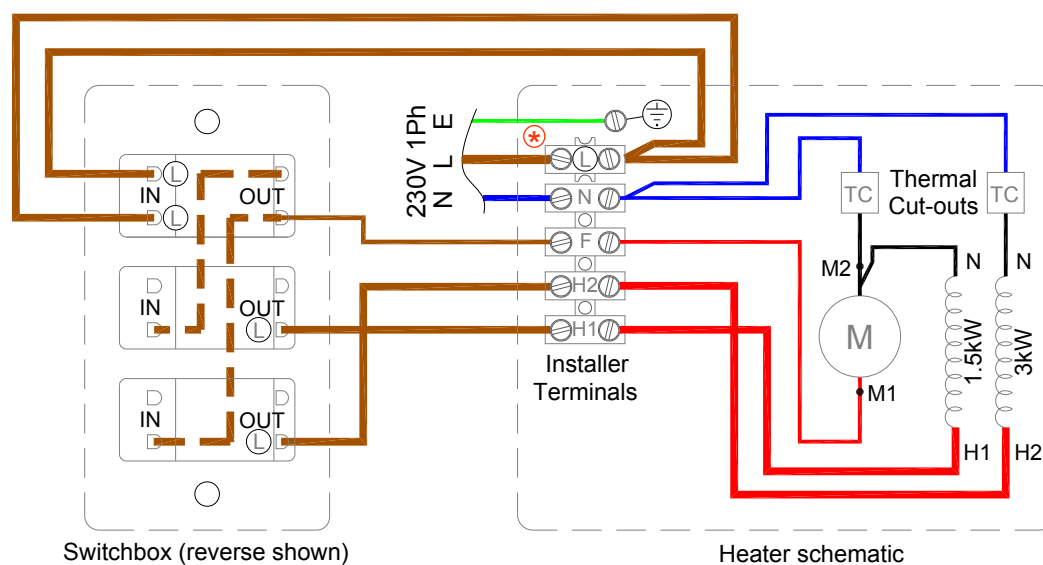 230V 1Ph
E
L
N
*
L
N
F
H2
H1
Installer
Terminals
L
IN
L
OUT
IN
OUT
L
IN
OUT
L
TC
Thermal
Cut-outs
TC
M2
N
N
M
1.5kW
3kW
M1
H1
H2
Switchbox (reverse shown)
Heater schematic